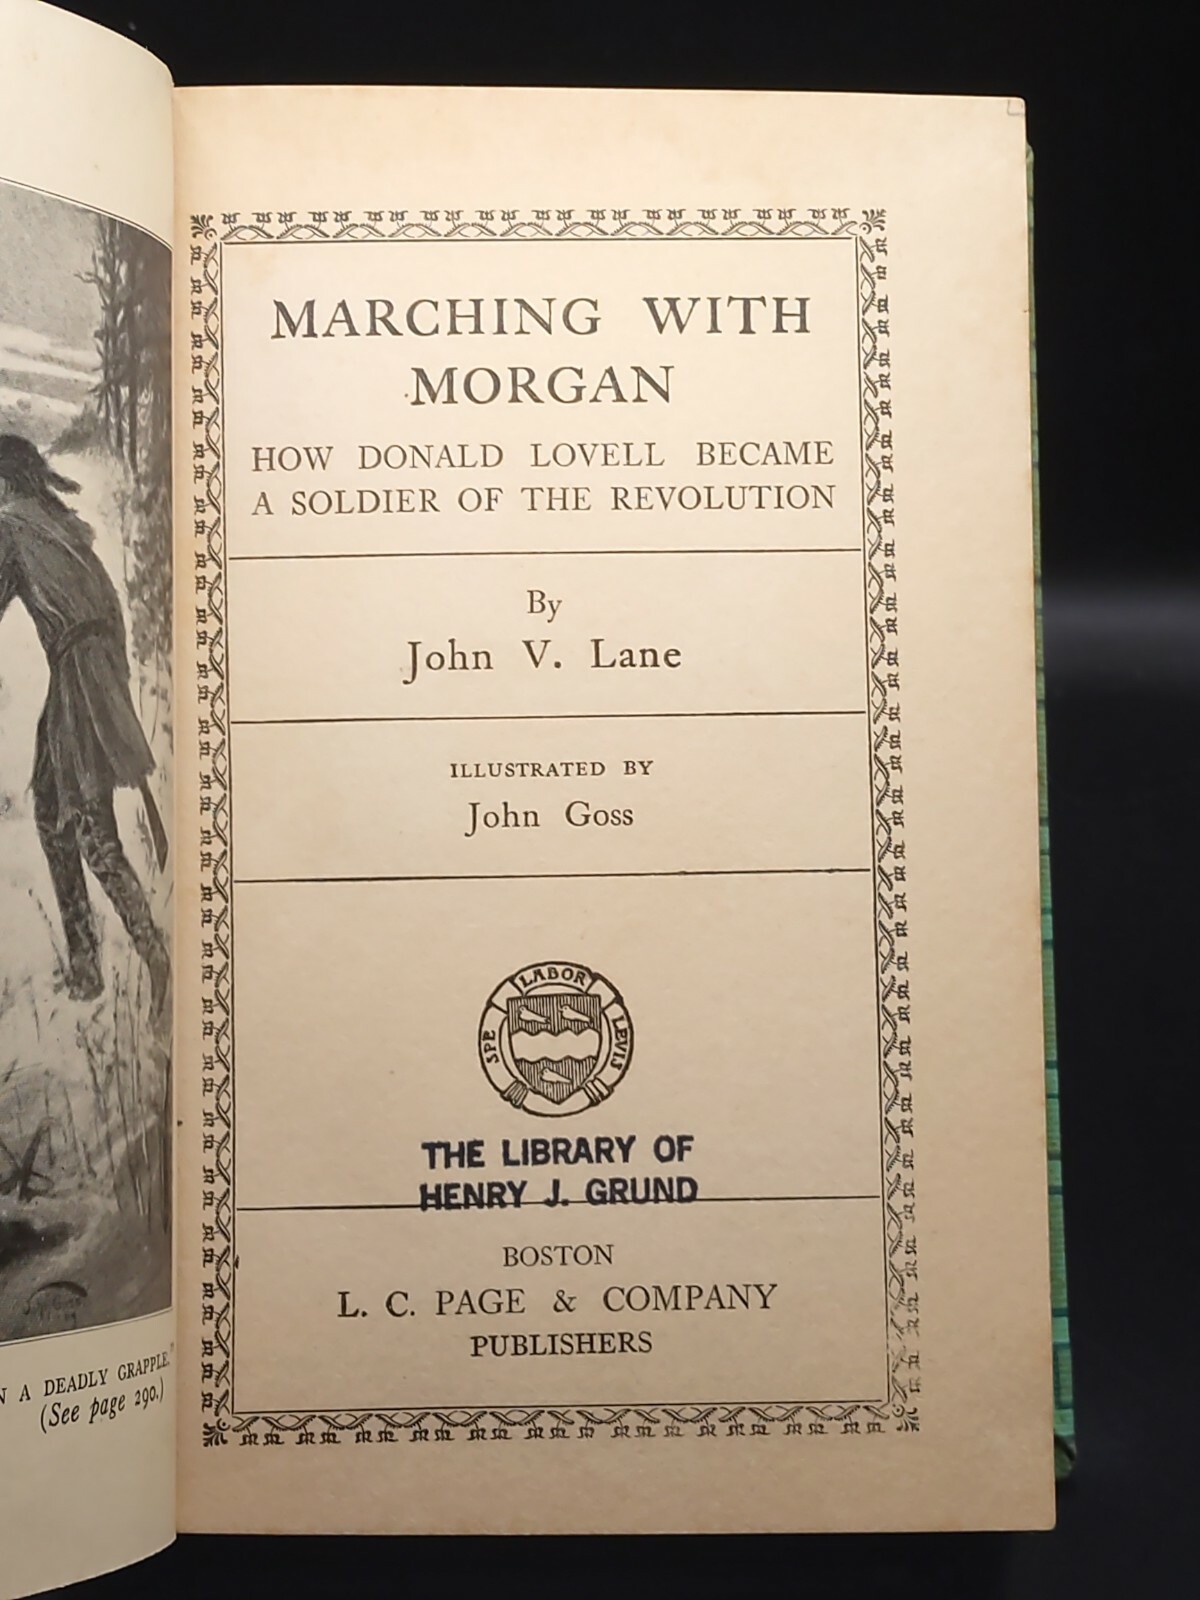 N A DEADLY GRAPPLE."
(See page 290.)
MARCHING WITH
MORGAN
HOW DONALD LOVELL BECAME
A SOLDIER OF THE REVOLUTION
By
John V. Lane
ILLUSTRATED BY
John Goss
SPE LABOR LEVIS
THE LIBRARY OF
HENRY J. GRUND
BOSTON
L. C. PAGE & COMPANY
PUBLISHERS